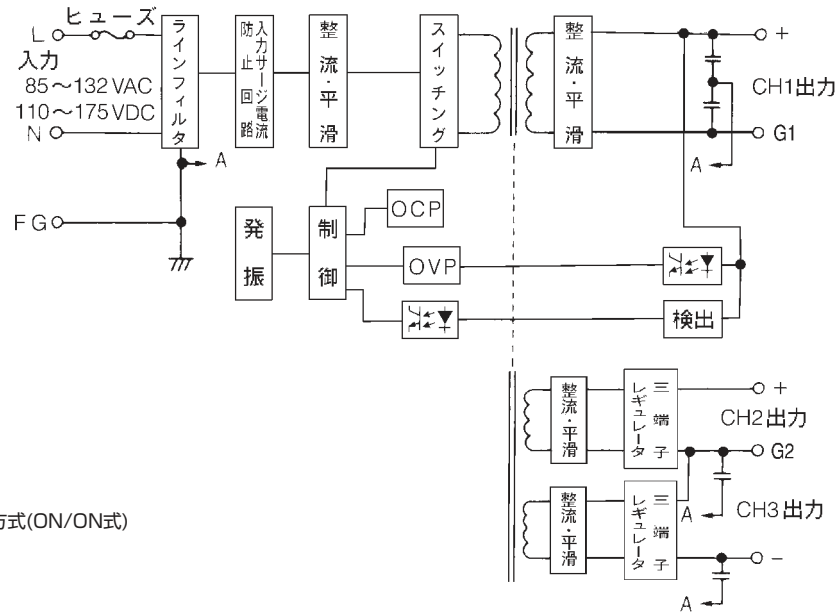 ヒューズ
L
入力
85～132 VAC
110～175 VDC
N
FG
A
ラインフィルタ
入力サージ電流
防止回路
整流・平滑
スイッチング
整流・平滑
+
CH1出力
G1
A
発振
制御
OCP
OVP
検出
整流・平滑
三端子
レギュレータ
+
CH2出力
G2
A
CH3出力
整流・平滑
三端子
レギュレータ
-
A
方式(ON/ON式)